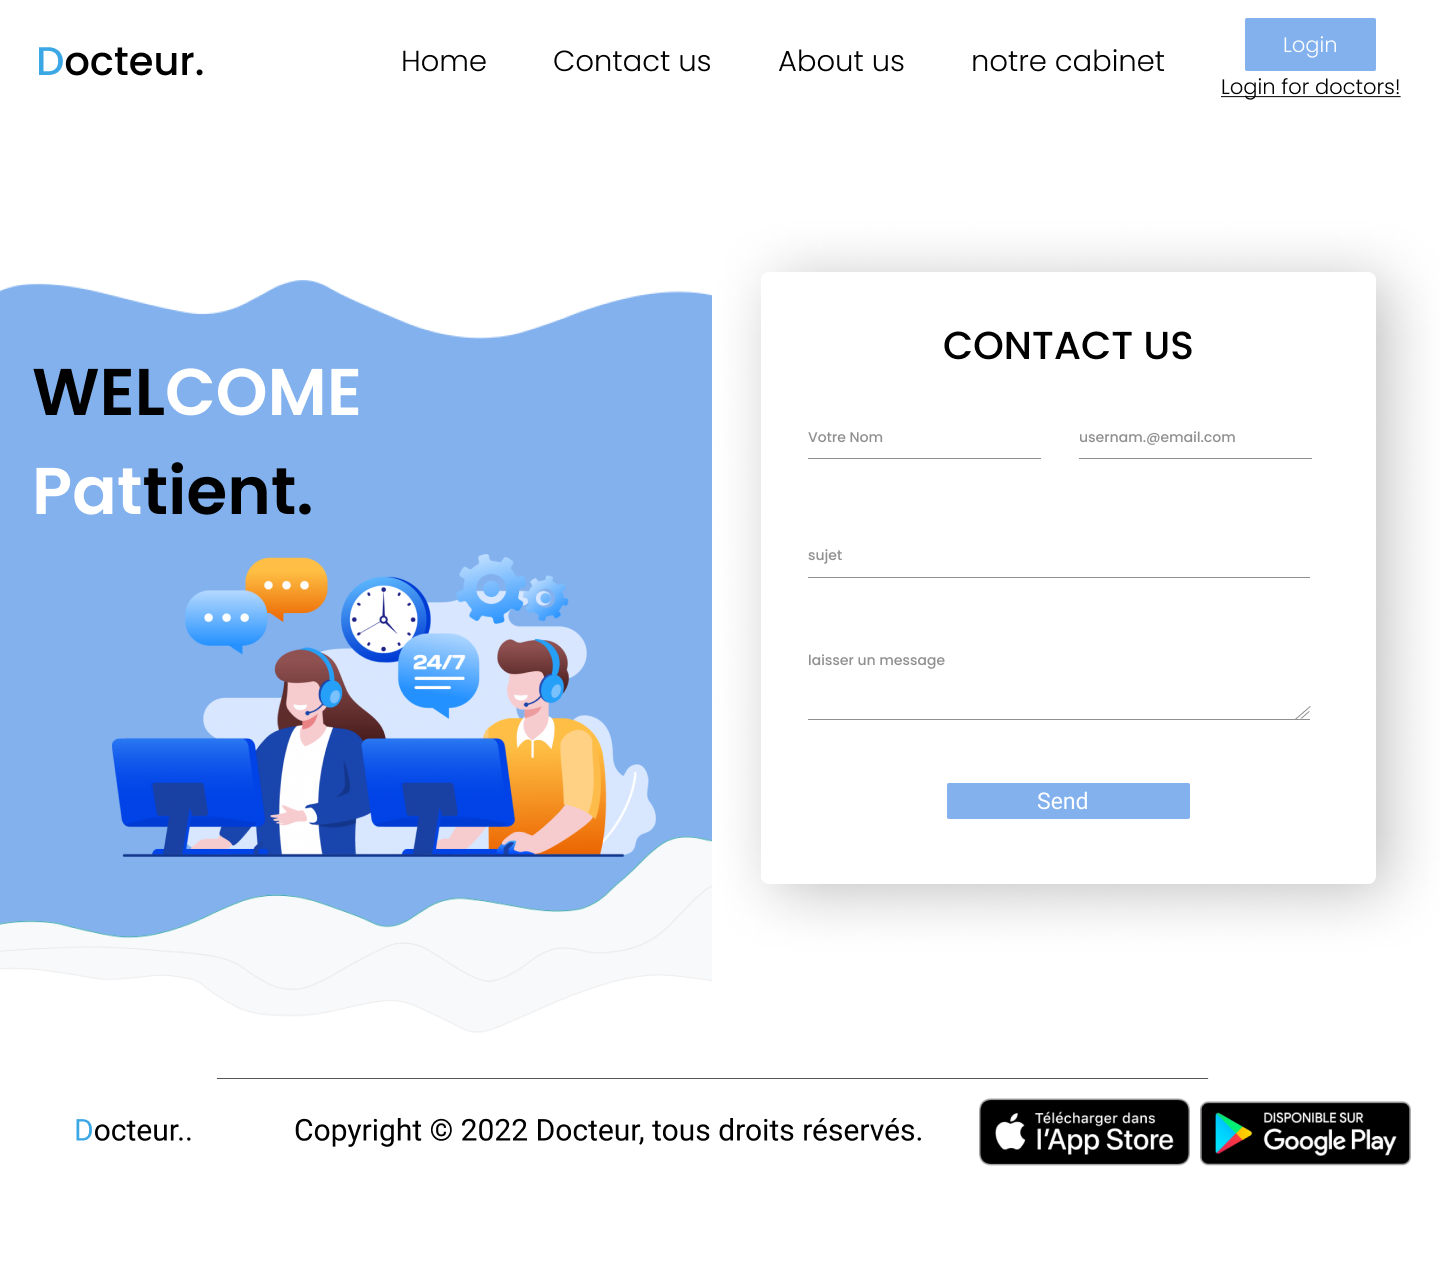 Docteur.
Home
Contact us
About us
notre cabinet
Login
Login for doctors!
WELCOME
Pattient.
24/7
CONTACT US
Votre Nom
usernam.@email.com
sujet
laisser un message
Send
Docteur..
Copyright © 2022 Docteur, tous droits réservés.
Télécharger dans
l'App Store
DISPONIBLE SUR
Google Play